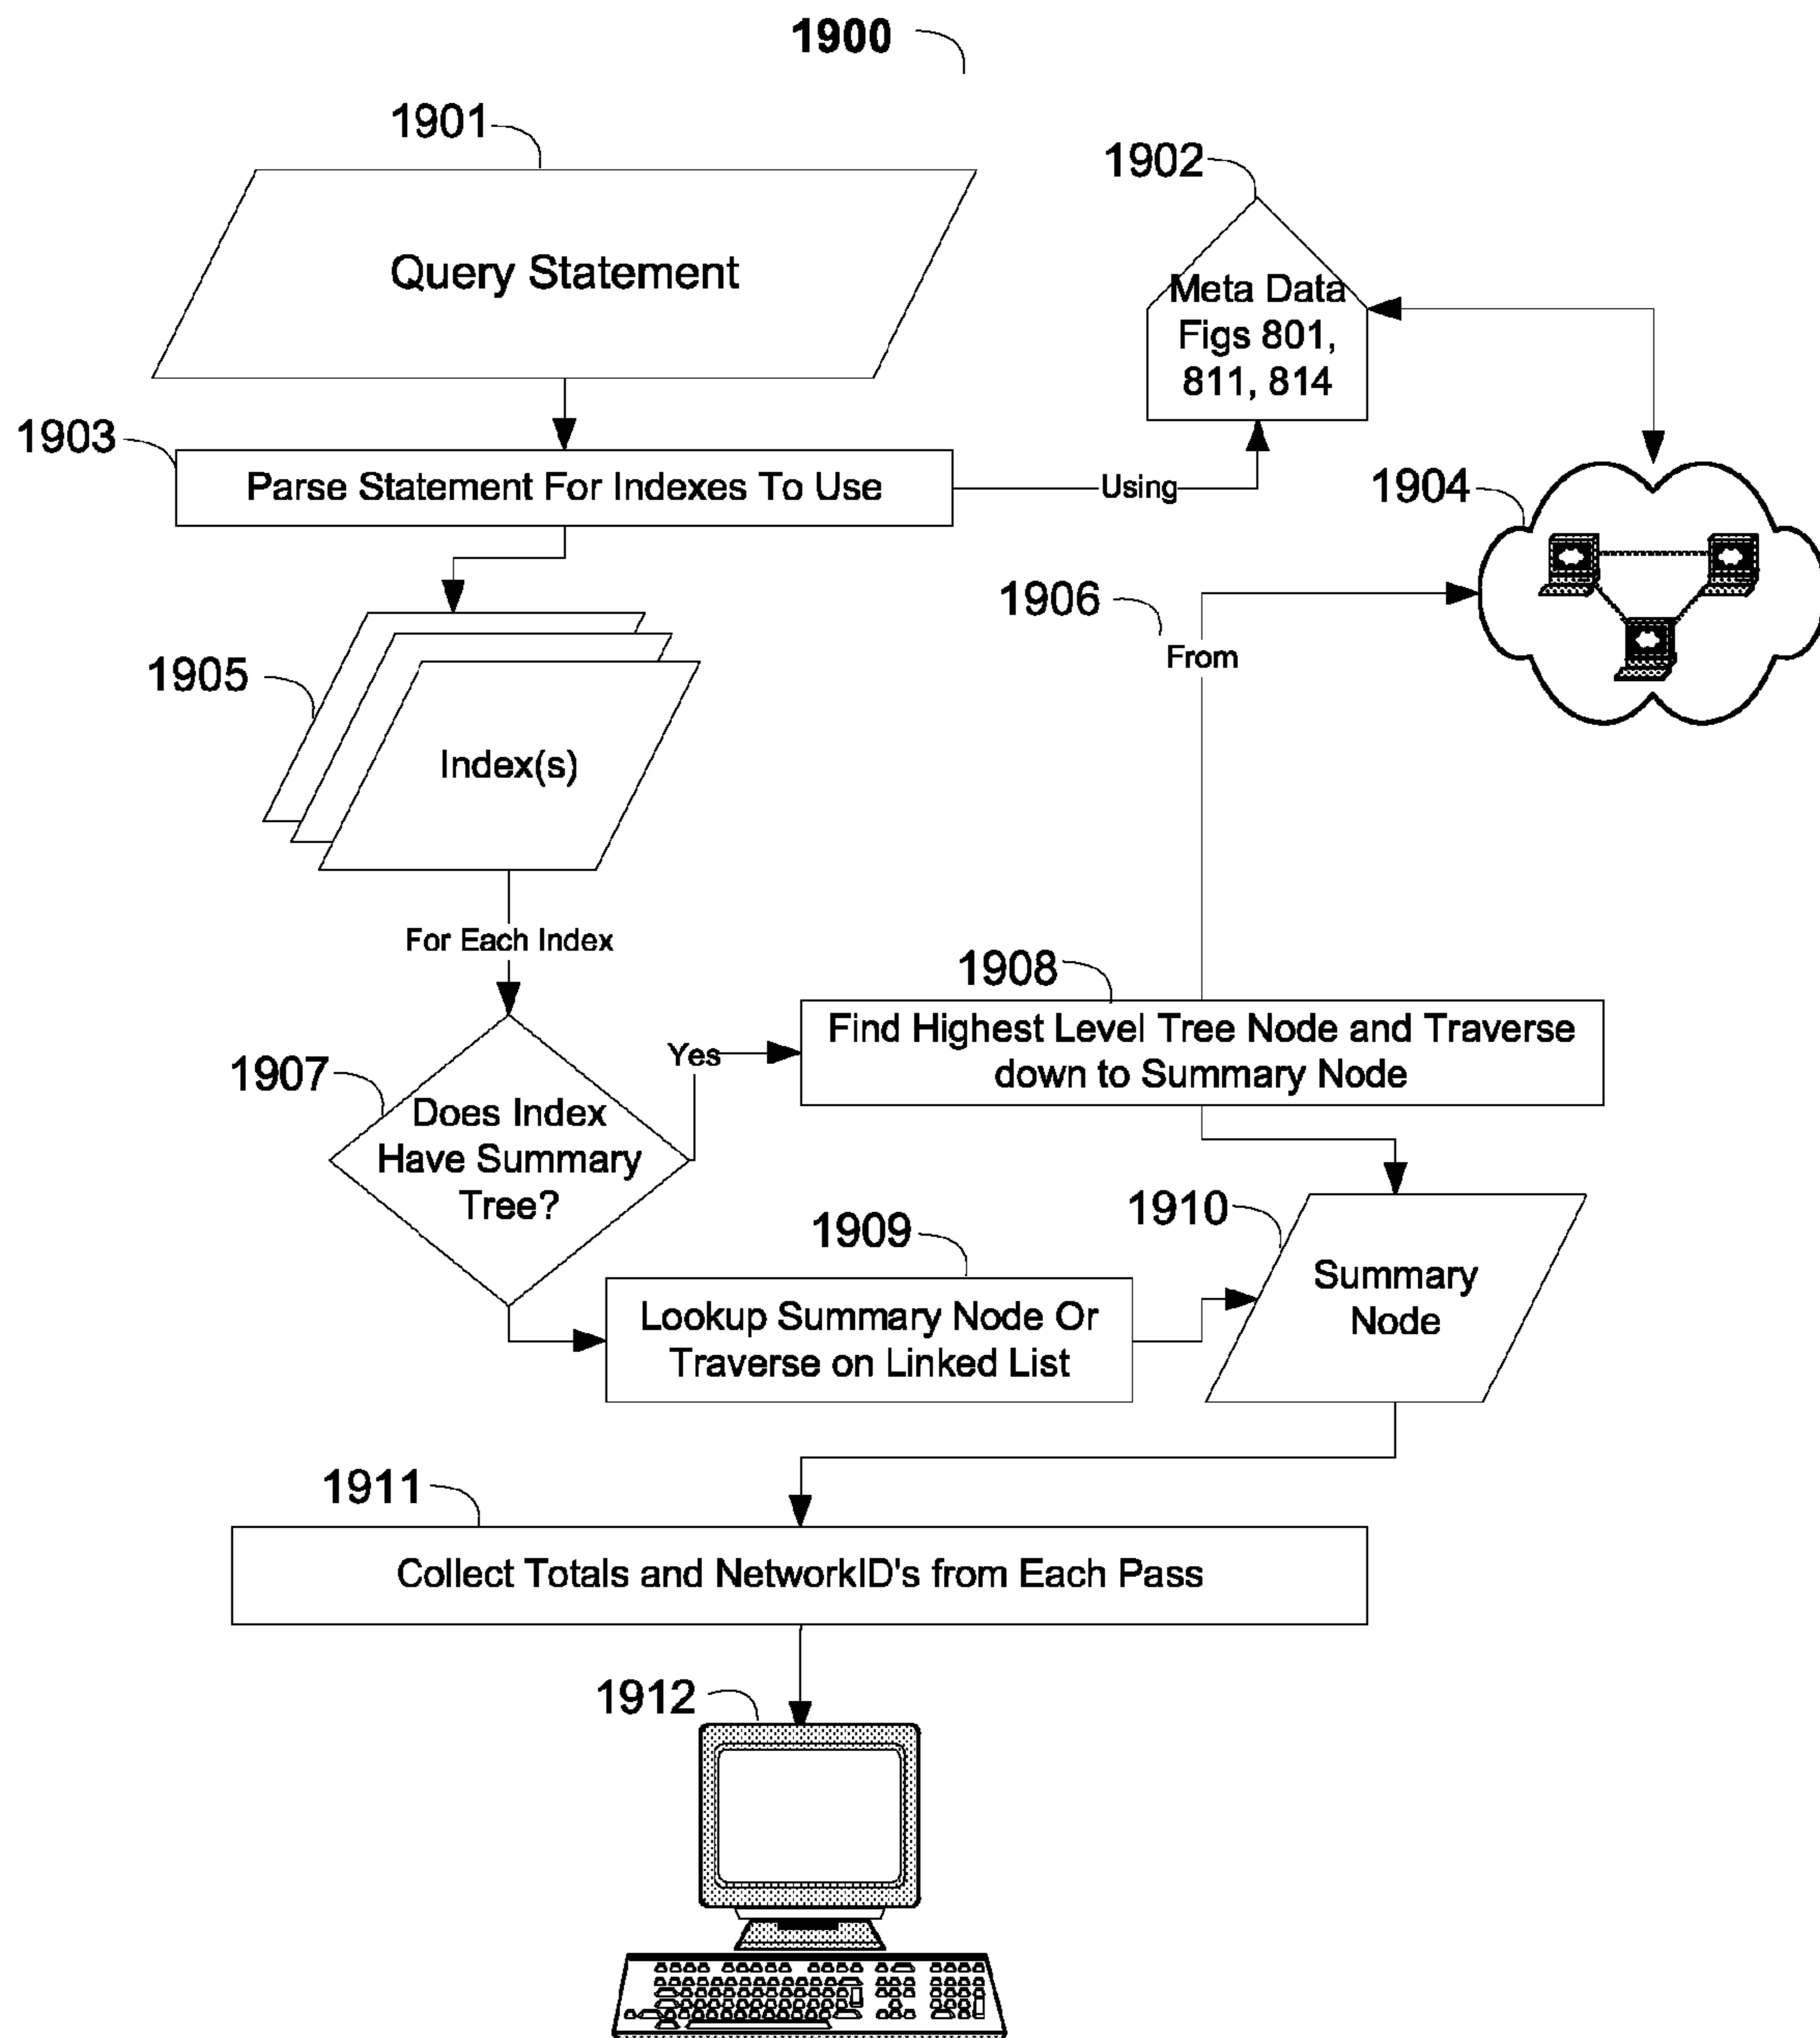 1900
1901
1902
Query Statement
Meta Data
Figs 801,
811, 814
1903
Parse Statement For Indexes To Use
Using
1904
1906
From
1905
Index(s)
For Each Index
1908
Find Highest Level Tree Node and Traverse
down to Summary Node
Yes
1907
Does Index
Have Summary
Tree?
1909
Lookup Summary Node Or
Traverse on Linked List
1910
Summary
Node
1911
Collect Totals and NetworkID's from Each Pass
1912